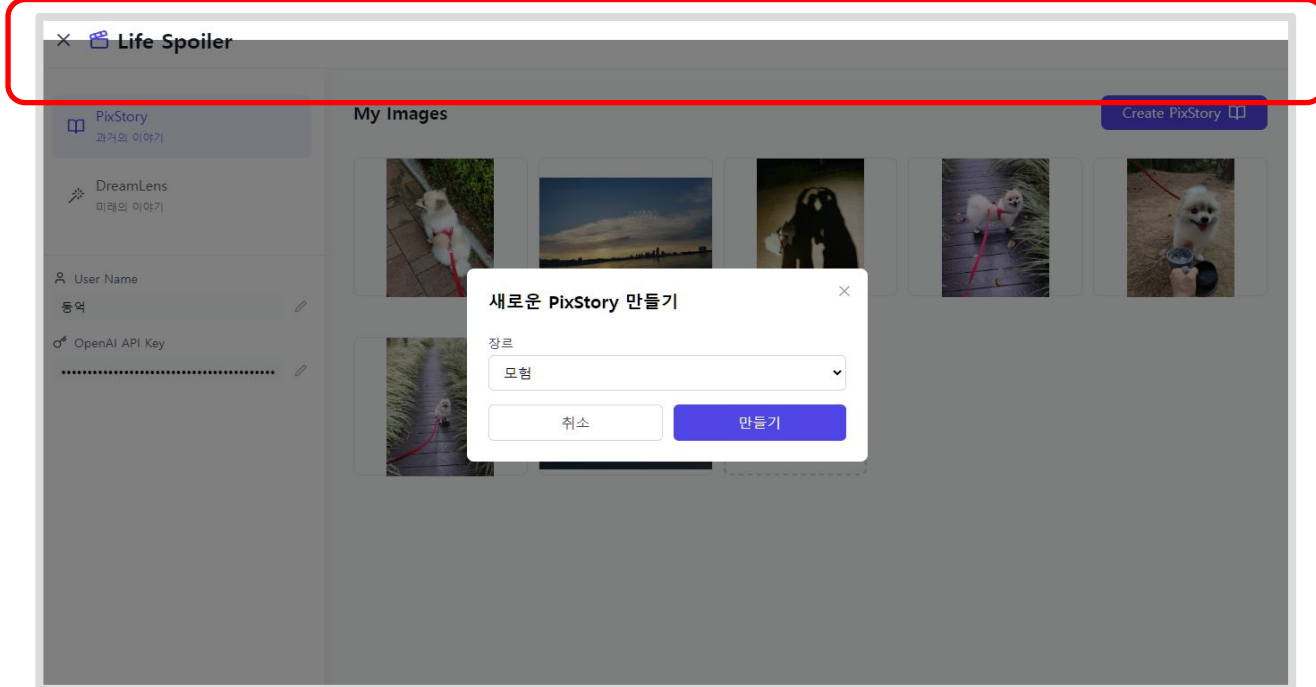 Life Spoiler
PixStory
과거의 이야기
DreamLens
미래의 이야기
User Name
동억
OpenAI API Key
My Images
Create PixStory
새로운 PixStory 만들기
장르
모험
취소
만들기